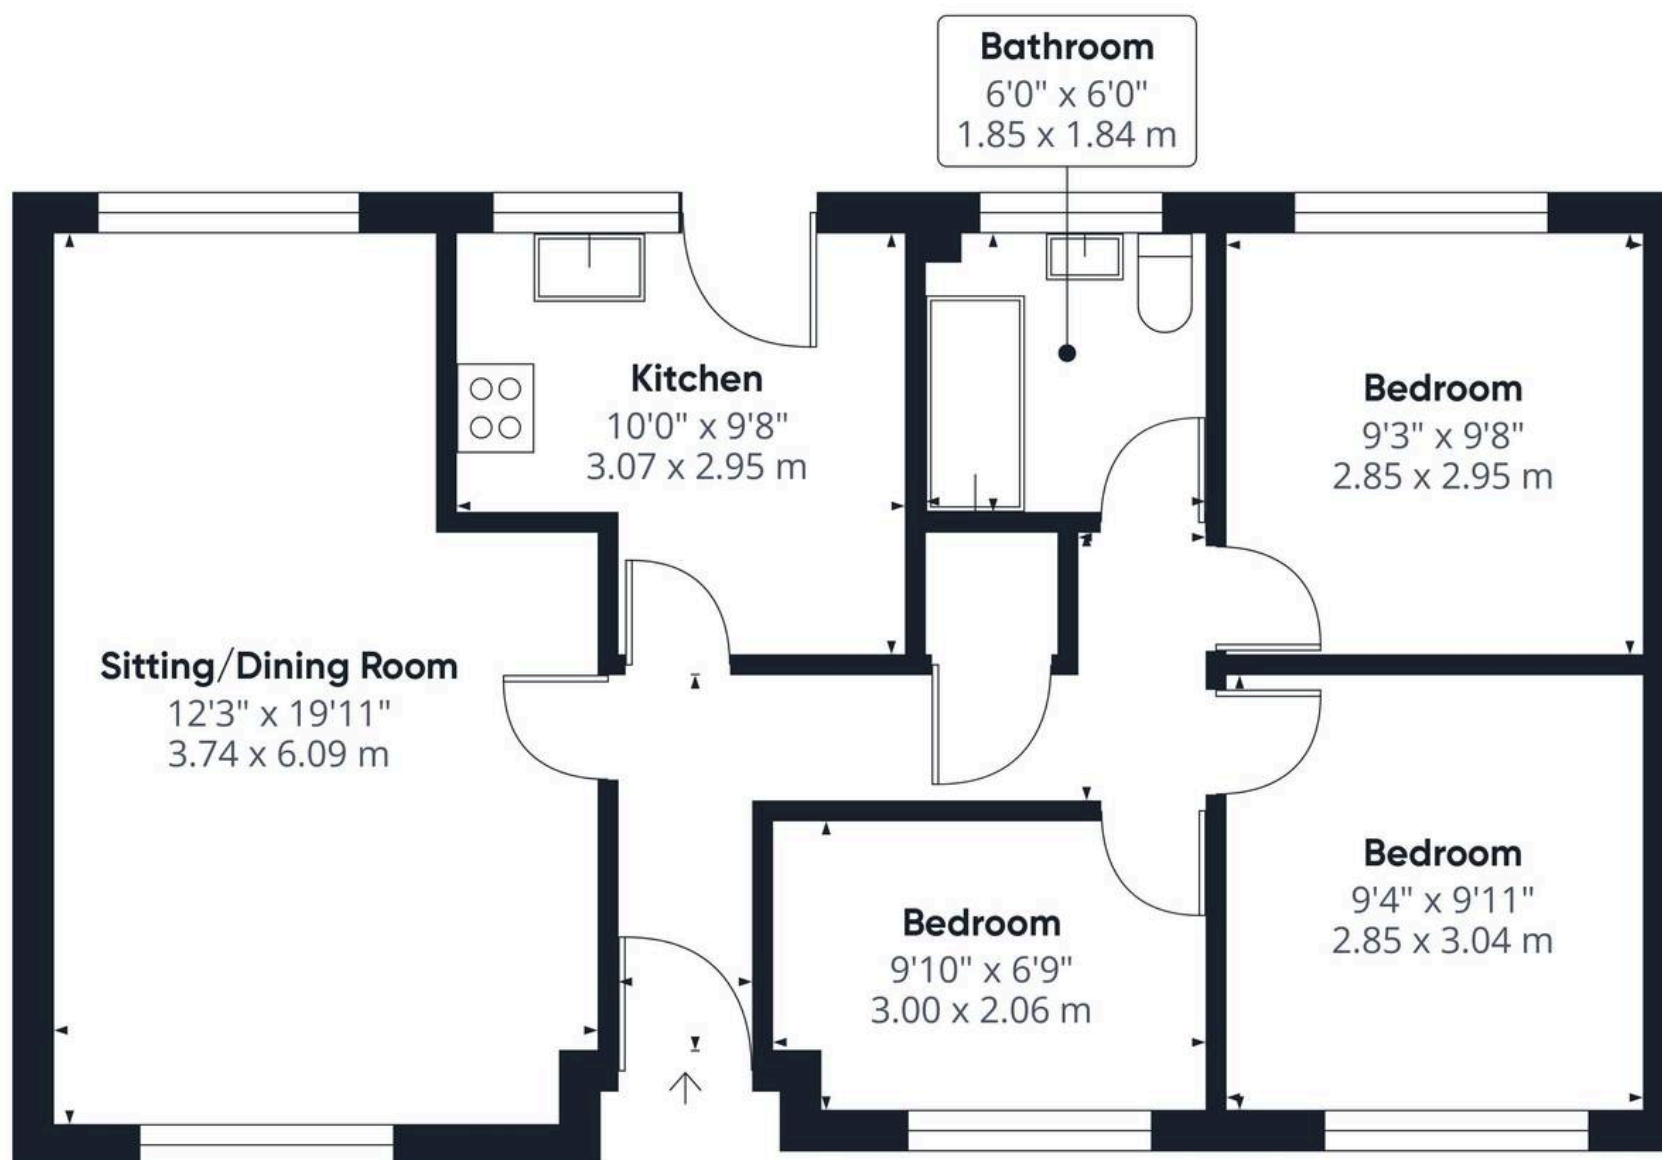 Bathroom
6'0" x 6'0"
1.85 x 1.84 m
Kitchen
10'0" x 9'8"
3.07 x 2.95 m
Bedroom
9'3" x 9'8"
2.85 x 2.95 m
Sitting/Dining Room
12'3" x 19'11"
3.74 x 6.09 m
Bedroom
9'10" x 6'9"
3.00 x 2.06 m
Bedroom
9'4" x 9'11"
2.85 x 3.04 m